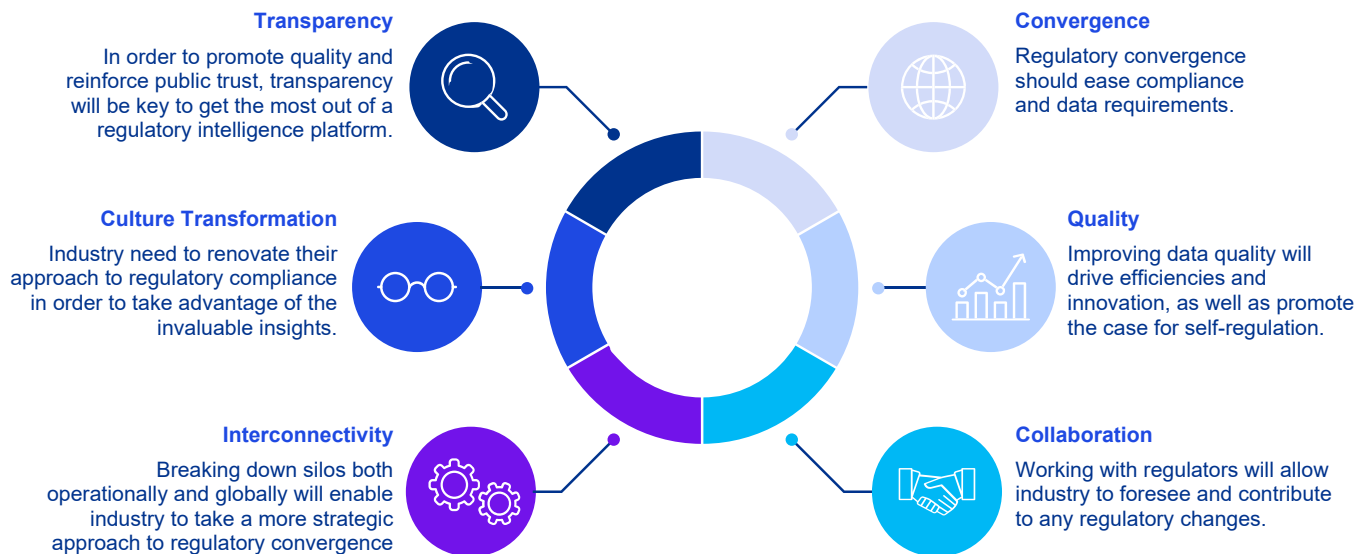 Transparency
In order to promote quality and
reinforce public trust, transparency
will be key to get the most out of a
regulatory intelligence platform.
Convergence
Regulatory convergence
should ease compliance
and data requirements.
Culture Transformation
Industry need to renovate their
approach to regulatory compliance
in order to take advantage of the
invaluable insights.
Quality
Improving data quality will
drive efficiencies and
innovation, as well as promote
the case for self-regulation.
Interconnectivity
Breaking down silos both
operationally and globally will enable
industry to take a more strategic
approach to regulatory convergence
Collaboration
Working with regulators will allow
industry to foresee and contribute
to any regulatory changes.